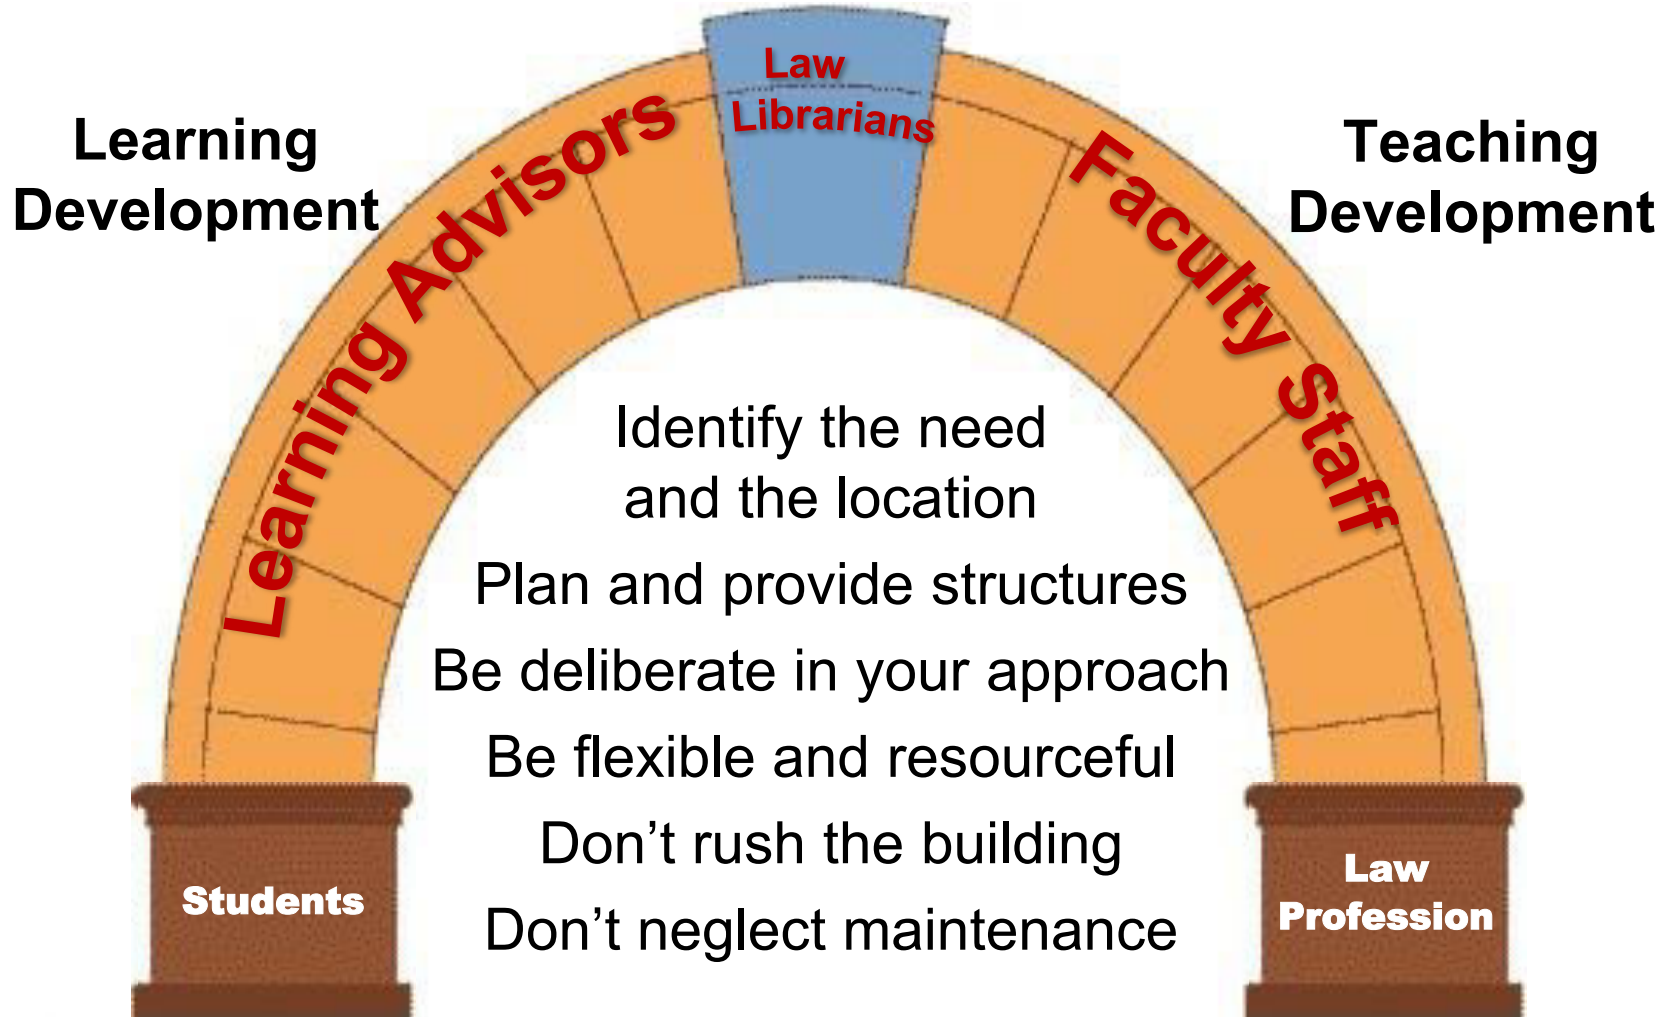 Law
Librarians
Learning
Development
Teaching
Development
Learning Advisors
Faculty Staff
Identify the need
and the location
Plan and provide structures
Be deliberate in your approach
Be flexible and resourceful
Don’t rush the building
Don’t neglect maintenance
Students
Law
Profession